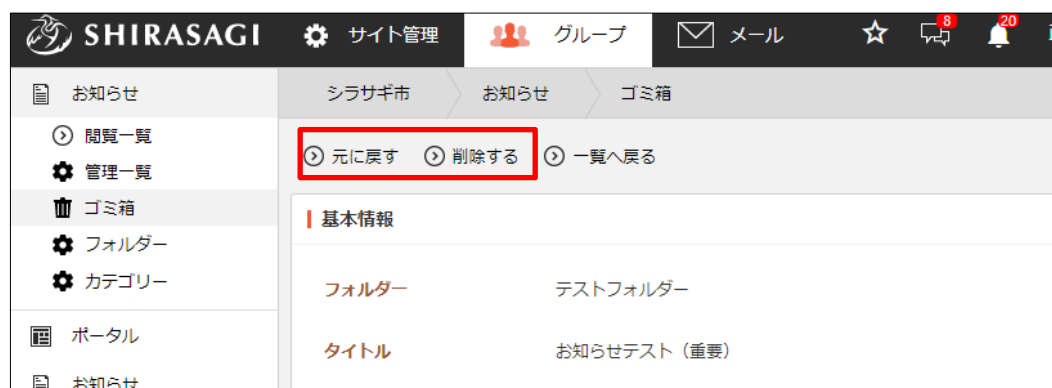 SHIRASAGI サイト管理 グループ メール 8 20
お知らせ
閲覧一覧
管理一覧
ゴミ箱
フォルダー
カテゴリー
ポータル
お知らせ
シラサギ市 お知らせ ゴミ箱
元に戻す 削除する 一覧へ戻る
基本情報
フォルダー テストフォルダー
タイトル お知らせテスト（重要）